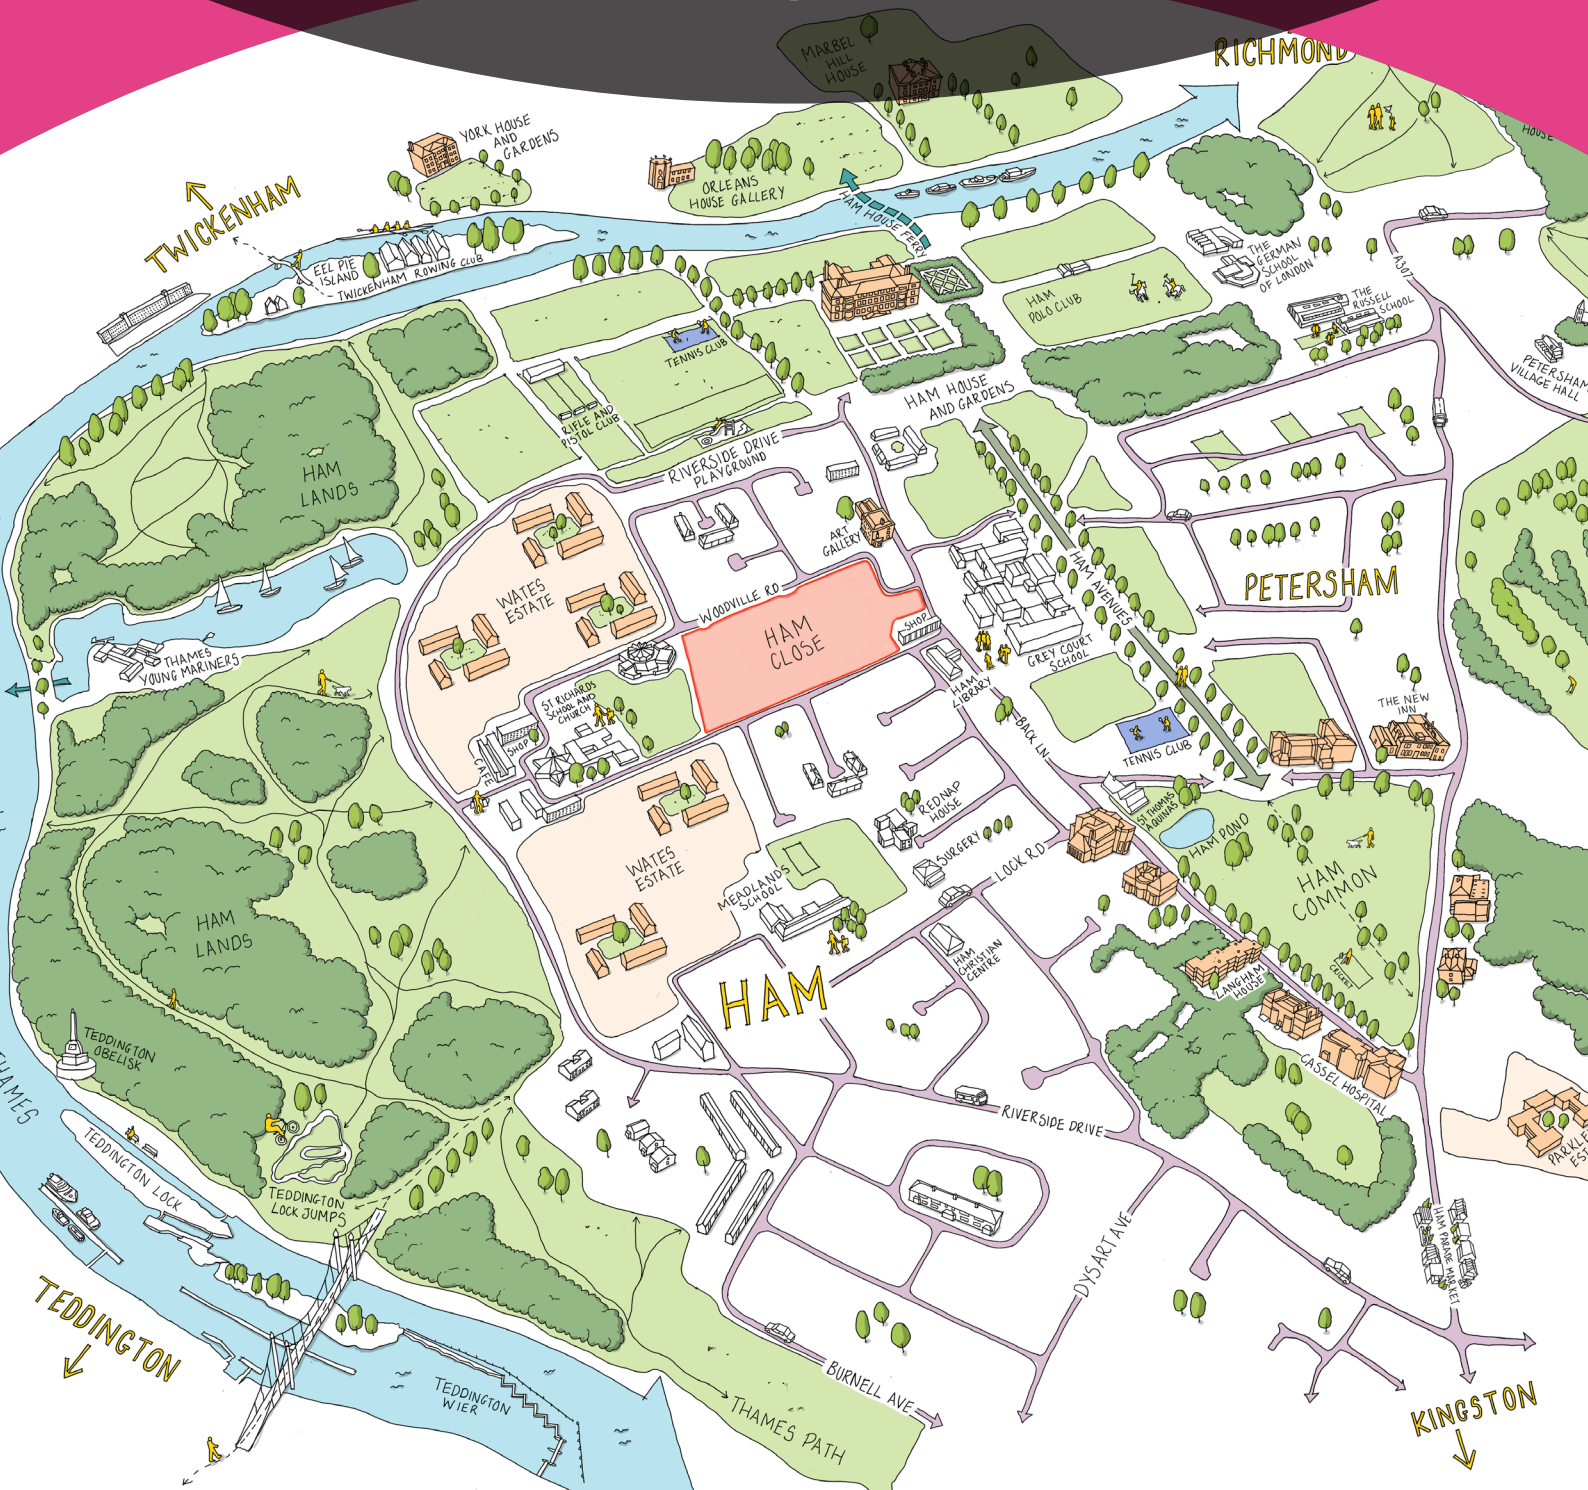 RICHMOND
MARBEL
HILL
HOUSE
HOUSE
YORK HOUSE
AND
GARDENS
ORLEANS
HOUSE GALLERY
HAM HOUSE FERRY
TWICKENHAM
EEL PIE
ISLAND
TWICKENHAM ROWING CLUB
THE
GERMAN
SCHOOL
OF LONDON
A307
THE
RUSSELL
SCHOOL
HAM
POLO CLUB
TENNIS CLUB
PETERSHAM
VILLAGE HALL
RIFLE AND
PISTOL CLUB
HAM HOUSE
AND GARDENS
RIVERSIDE DRIVE
PLAYGROUND
HAM
LANDS
ART
GALLERY
WATES
ESTATE
WOODVILLE RD
HAM
CLOSE
SHOP
HAM AVENUES
PETERSHAM
GREY COURT
SCHOOL
HAM
LIBRARY
THAMES
YOUNG MARINERS
ST. RICHARDS
SCHOOL AND
CHURCH
SHOP
CAFE
BACK LN
TENNIS CLUB
THE NEW
INN
REDNAP
HOUSE
SURGERY
LOCK RD
ST THOMAS
AQUINAS
HAM POND
HAM
COMMON
CRICKET
WATES
ESTATE
MEADLANDS
SCHOOL
HAM
LANDS
HAM
HAM
CHRISTIAN
CENTRE
LANGHAM
HOUSE
CASSEL HOSPITAL
TEDDINGTON
OBELISK
THAMES
TEDDINGTON LOCK
TEDDINGTON
LOCK JUMPS
RIVERSIDE DRIVE
PARKLE
EST
HAM PARADE MARKET
DYSART AVE
TEDDINGTON
TEDDINGTON
WIER
BURNELL AVE
THAMES PATH
KINGSTON